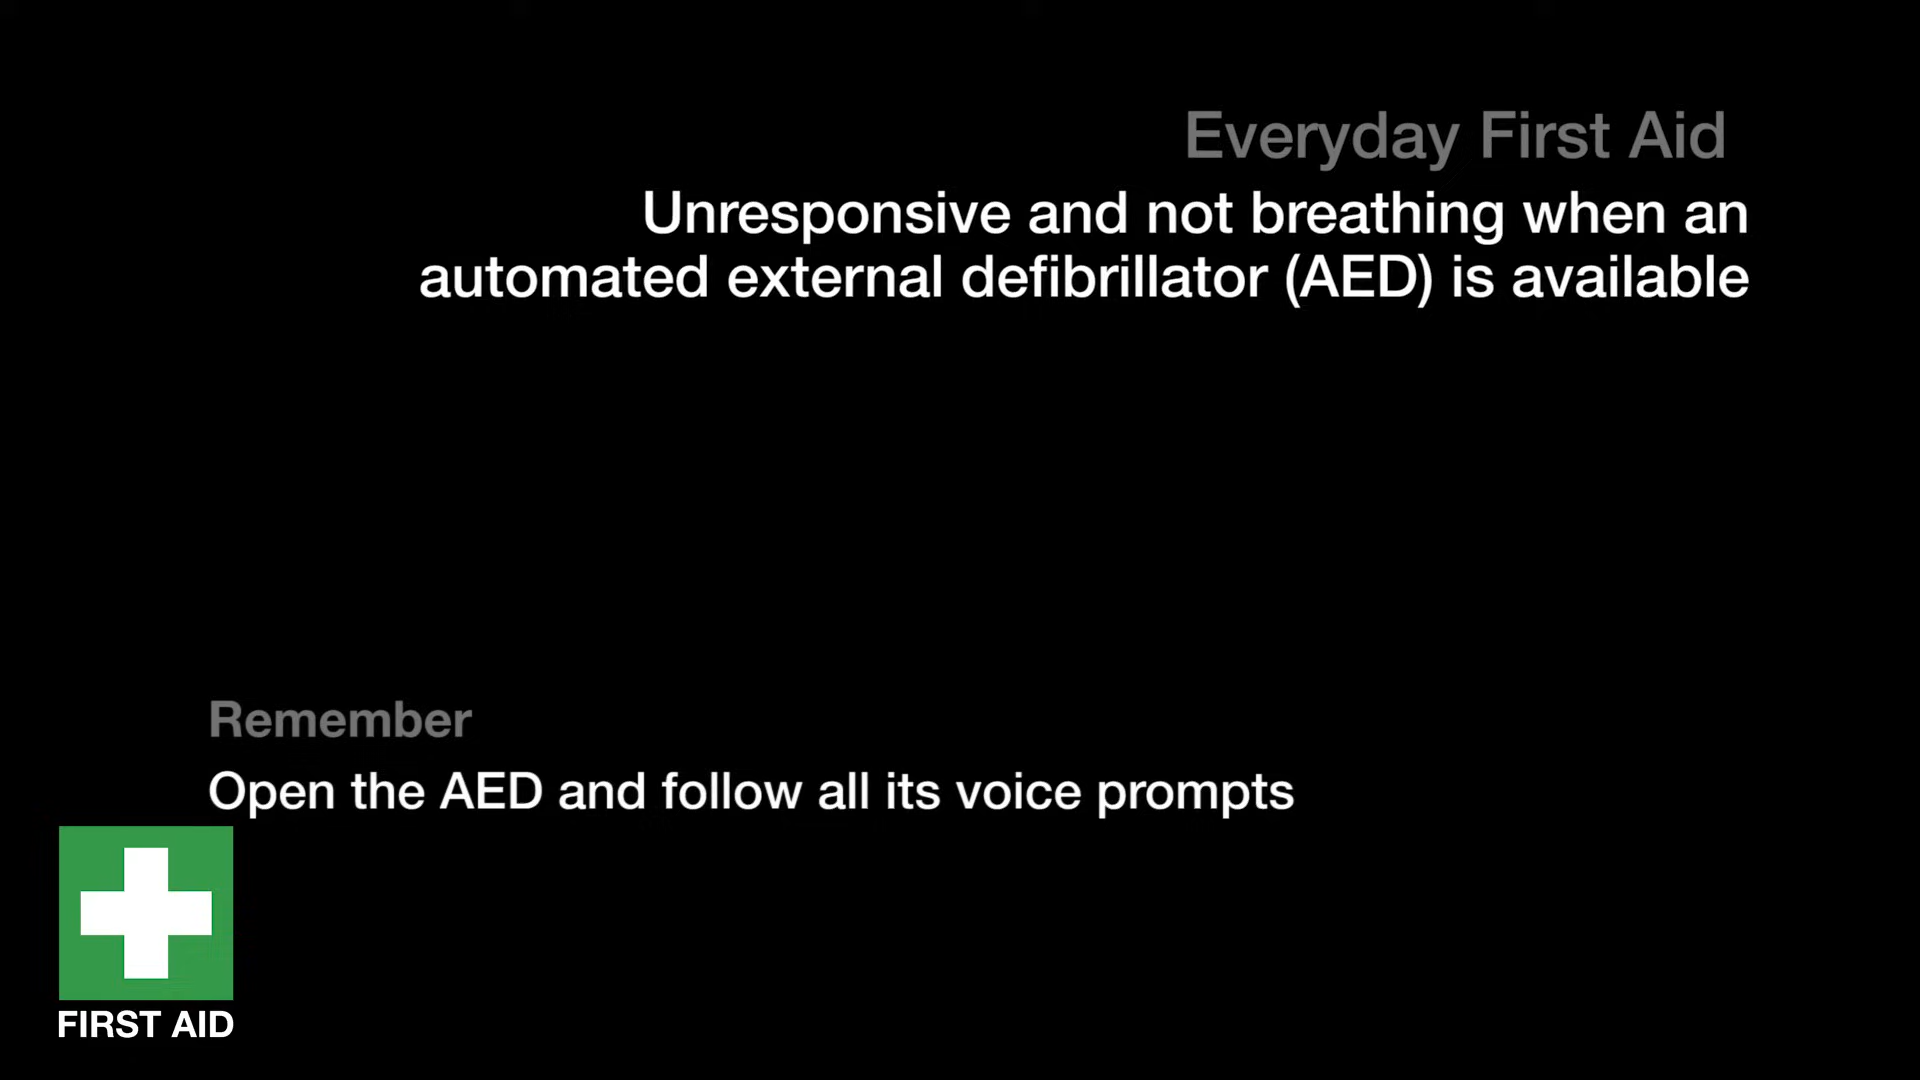 Everyday First Aid
Unresponsive and not breathing when an
automated external defibrillator (AED) is available
Remember
Open the AED and follow all its voice prompts
FIRST AID